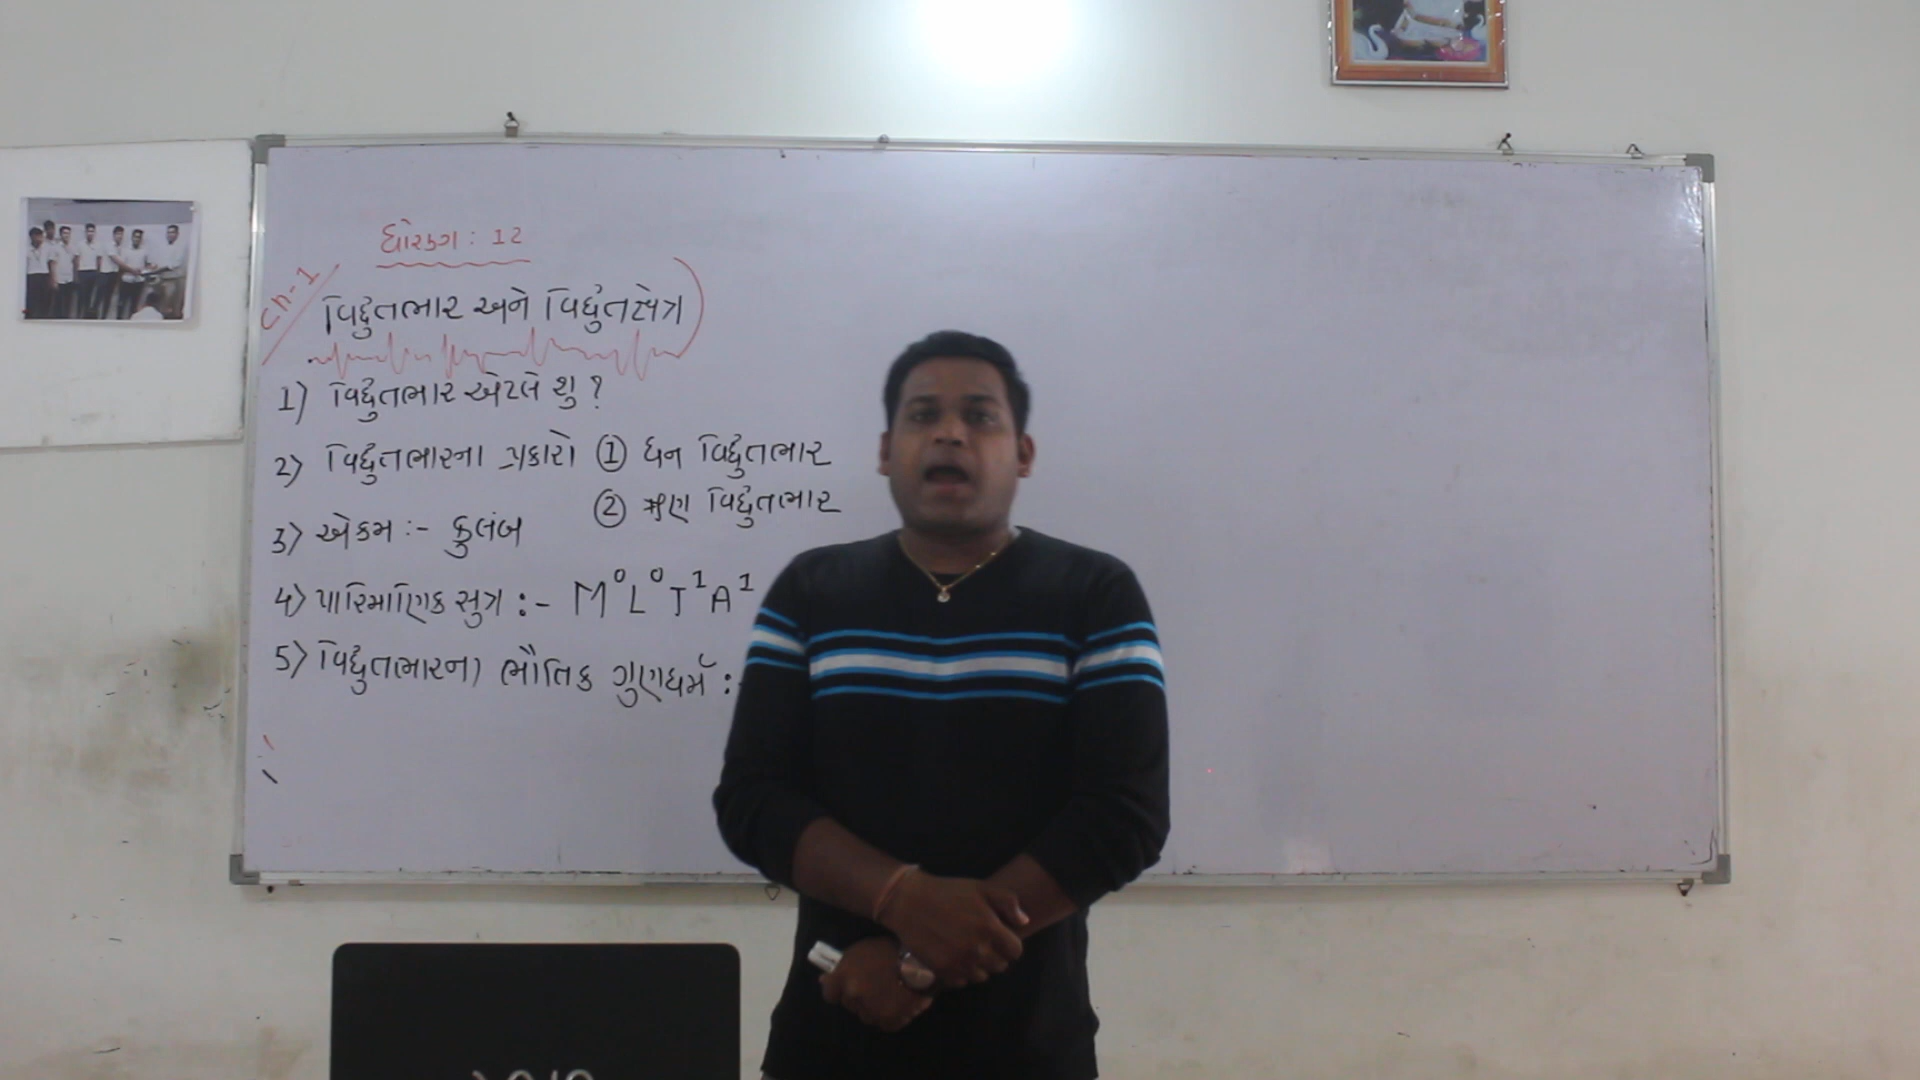 ધોરણ : 12
Ch-1
વિદ્યુતભાર અને વિદ્યુતક્ષેત્ર
1) વિદ્યુતભાર એટલે શુ ?
2) વિદ્યુતભારના પ્રકારો ① ધન વિદ્યુતભાર
② ઋણ વિદ્યુતભાર
3) એકમ :- કુલંબ
4) પારિમાણિક સુત્ર :- M⁰L⁰T¹A¹
5) વિદ્યુતભારના ભૌતિક ગુણધર્મ :